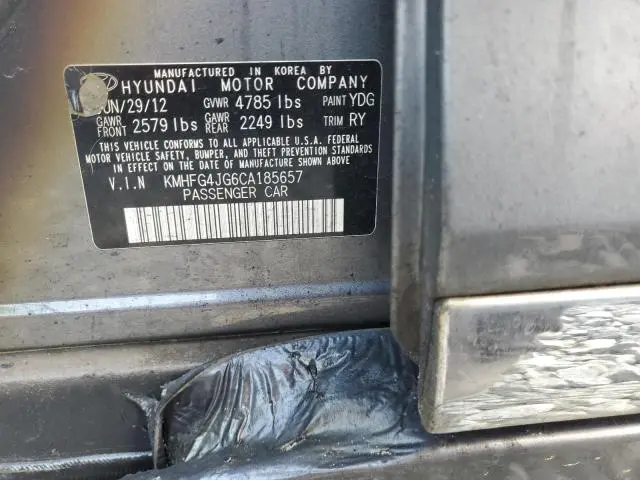 MANUFACTURED IN KOREA BY
HYUNDAI MOTOR COMPANY
JUN/29/12 GVWR 4785 lbs PAINT YDG
GAWR FRONT 2579 lbs GAWR REAR 2249 lbs TRIM RY
THIS VEHICLE CONFORMS TO ALL APPLICABLE U.S.A. FEDERAL
MOTOR VEHICLE SAFETY, BUMPER, AND THEFT PREVENTION STANDARDS
IN EFFECT ON THE DATE OF MANUFACTURE SHOWN ABOVE.
V.I.N KMHFG4JG6CA185657
PASSENGER CAR